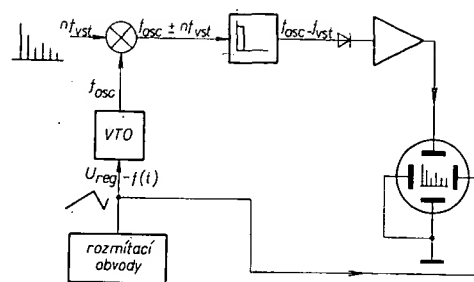 nf_vst
f_osc ± nf_vst
f_osc-f_vst
f_osc
VTO
U_reg -f(t)
rozmítací
obvody